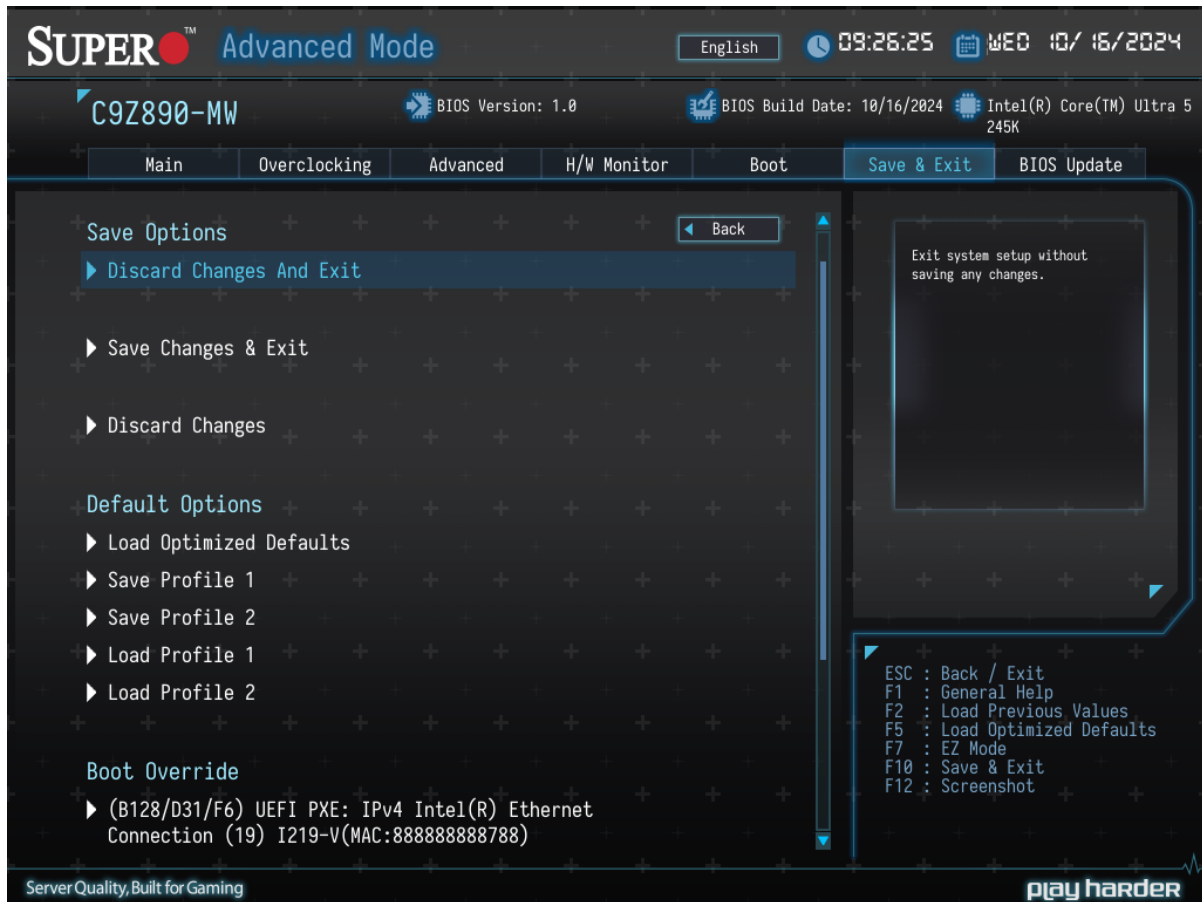 SUPER™ Advanced Mode
English
09:26:25
WED 10/16/2024
C9Z890-MW
BIOS Version: 1.0
BIOS Build Date: 10/16/2024
Intel(R) Core(TM) Ultra 5
245K
Main
Overclocking
Advanced
H/W Monitor
Boot
Save & Exit
BIOS Update
Save Options
Back
Discard Changes And Exit
Save Changes & Exit
Discard Changes
Default Options
Load Optimized Defaults
Save Profile 1
Save Profile 2
Load Profile 1
Load Profile 2
Boot Override
(B128/D31/F6) UEFI PXE: IPv4 Intel(R) Ethernet
Connection (19) I219-V(MAC:888888888788)
Exit system setup without
saving any changes.
ESC : Back / Exit
F1 : General Help
F2 : Load Previous Values
F5 : Load Optimized Defaults
F7 : EZ Mode
F10 : Save & Exit
F12 : Screenshot
Server Quality, Built for Gaming
play harder